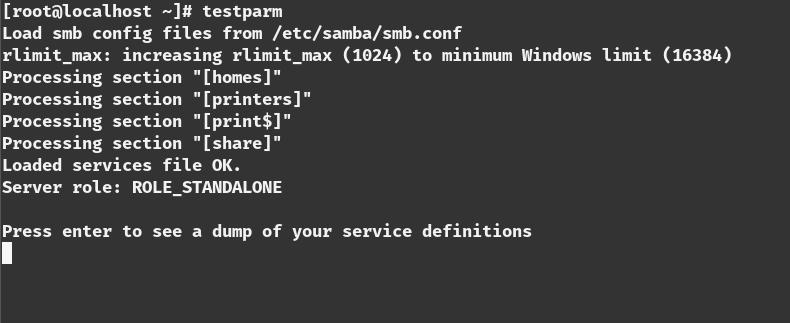 [root@localhost ~]# testparm
Load smb config files from /etc/samba/smb.conf
rlimit_max: increasing rlimit_max (1024) to minimum Windows limit (16384)
Processing section "[homes]"
Processing section "[printers]"
Processing section "[print$]"
Processing section "[share]"
Loaded services file OK.
Server role: ROLE_STANDALONE
Press enter to see a dump of your service definitions